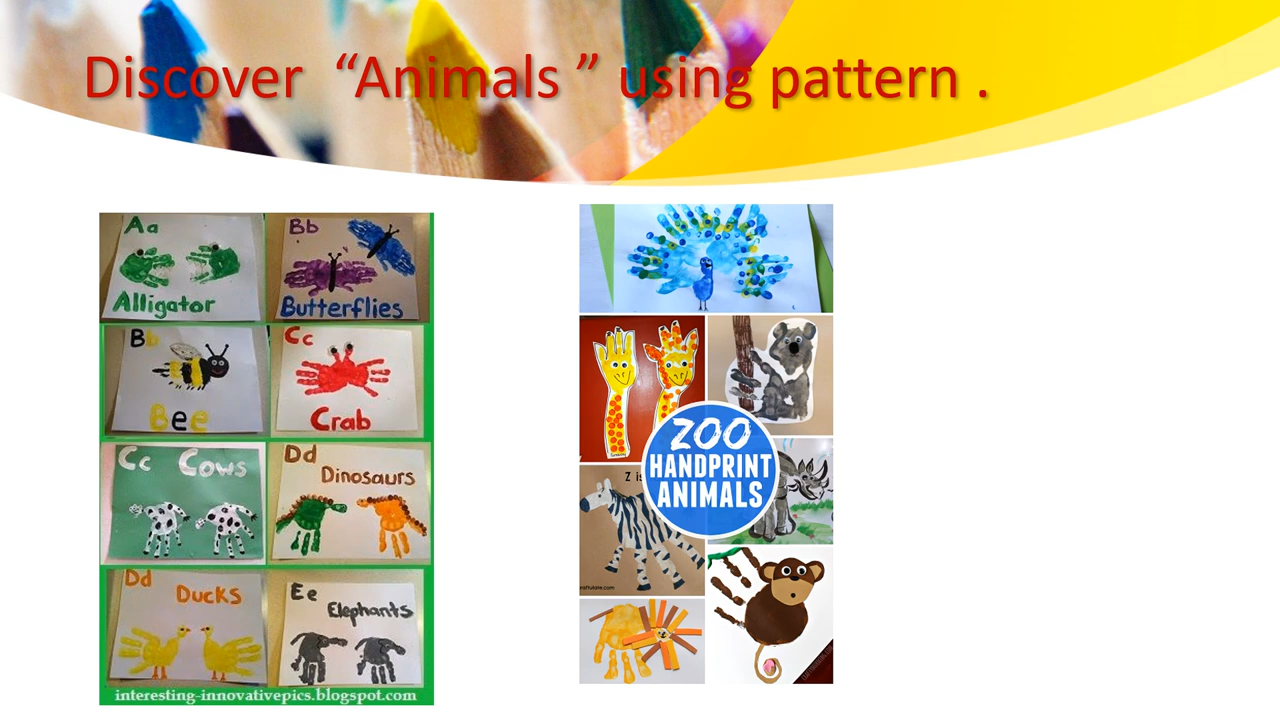 Discover “Animals ” using pattern .
Aa
Alligator
Bb
Butterflies
Bb
Bee
Cc
Crab
Cc Cows
Dd
Dinosaurs
Dd
Ducks
Ee
Elephants
interesting-innovativepics.blogspot.com
ZOO
HANDPRINT
ANIMALS
Z is